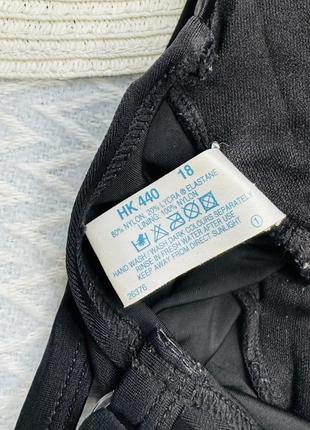 HK 440 18
80% NYLON, 20% LYCRA ® ELASTANE
LINING: 100% NYLON
HAND WASH / WASH DARK COLOURS SEPARATELY
RINSE IN FRESH WATER AFTER USE
KEEP AWAY FROM DIRECT SUNLIGHT
26376
1